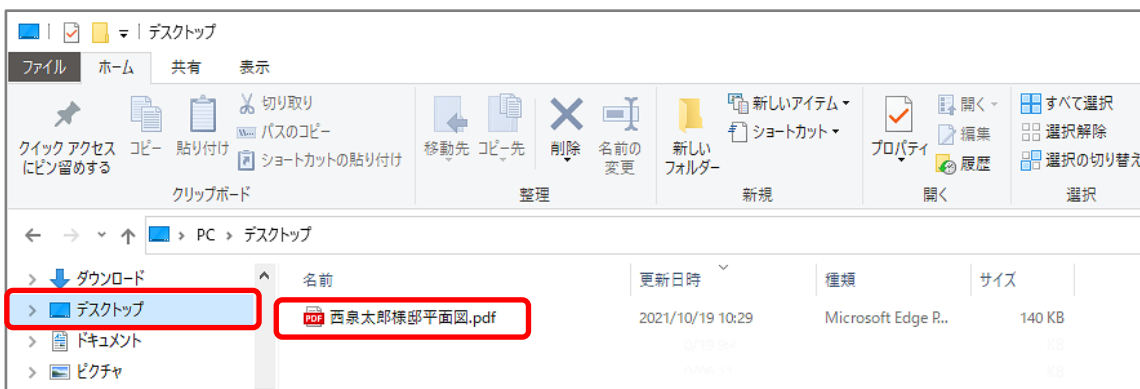 デスクトップ
ファイル ホーム 共有 表示
クイック アクセス
にピン留めする
コピー
貼り付け
切り取り
パスのコピー
ショートカットの貼り付け
クリップボード
移動先
コピー先
削除
名前の
変更
整理
新しい
フォルダー
新しいアイテム
ショートカット
新規
プロパティ
開く
編集
履歴
開く
すべて選択
選択解除
選択の切り替え
選択
PC デスクトップ
ダウンロード
デスクトップ
ドキュメント
ピクチャ
名前 更新日時 種類 サイズ
PDF 西泉太郎様邸平面図.pdf 2021/10/19 10:29 Microsoft Edge P... 140 KB